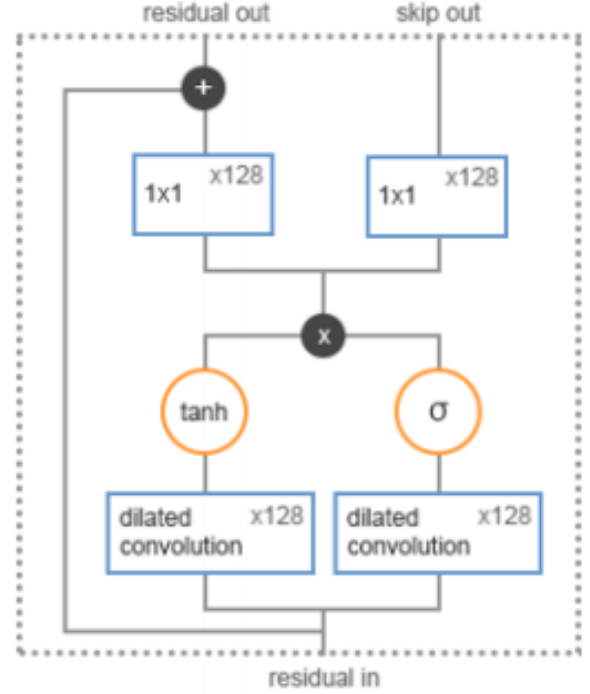 residual out
skip out
+
1x1 x128
1x1 x128
x
tanh
σ
dilated x128
convolution
dilated x128
convolution
residual in